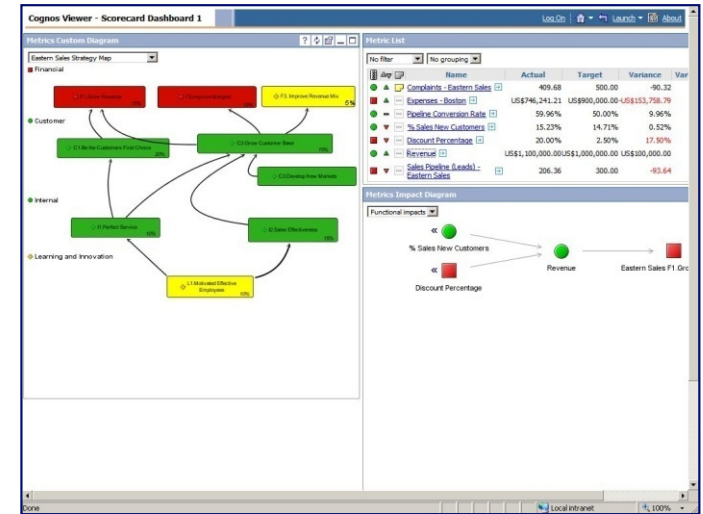 Cognos Viewer - Scorecard Dashboard 1
Log On Launch About
Metrics Custom Diagram
Eastern Sales Strategy Map
Financial
F3. Improve Revenue Mix
5%
Customer
C1.Be the Customers First Choice
20%
C2.Grow Customer Base
15%
C3.Develop New Markets
Internal
I1.Perfect Service
10%
I2.Sales Effectiveness
15%
Learning and Innovation
L1.Motivated Effective
Employees
10%
Metric List
No filter No grouping
Name Actual Target Variance Var
Complaints - Eastern Sales 409.68 500.00 -90.32
Expenses - Boston US$746,241.21 US$900,000.00 -US$153,758.79
Pipeline Conversion Rate 59.96% 50.00% 9.96%
% Sales New Customers 15.23% 14.71% 0.52%
Discount Percentage 20.00% 2.50% 17.50%
Revenue US$1,100,000.00 US$1,000,000.00 US$100,000.00
Sales Pipeline (Leads) -
Eastern Sales 206.36 300.00 -93.64
Metrics Impact Diagram
Functional impacts
% Sales New Customers
Revenue
Eastern Sales F1.Gro
Discount Percentage
Done Local intranet 100%